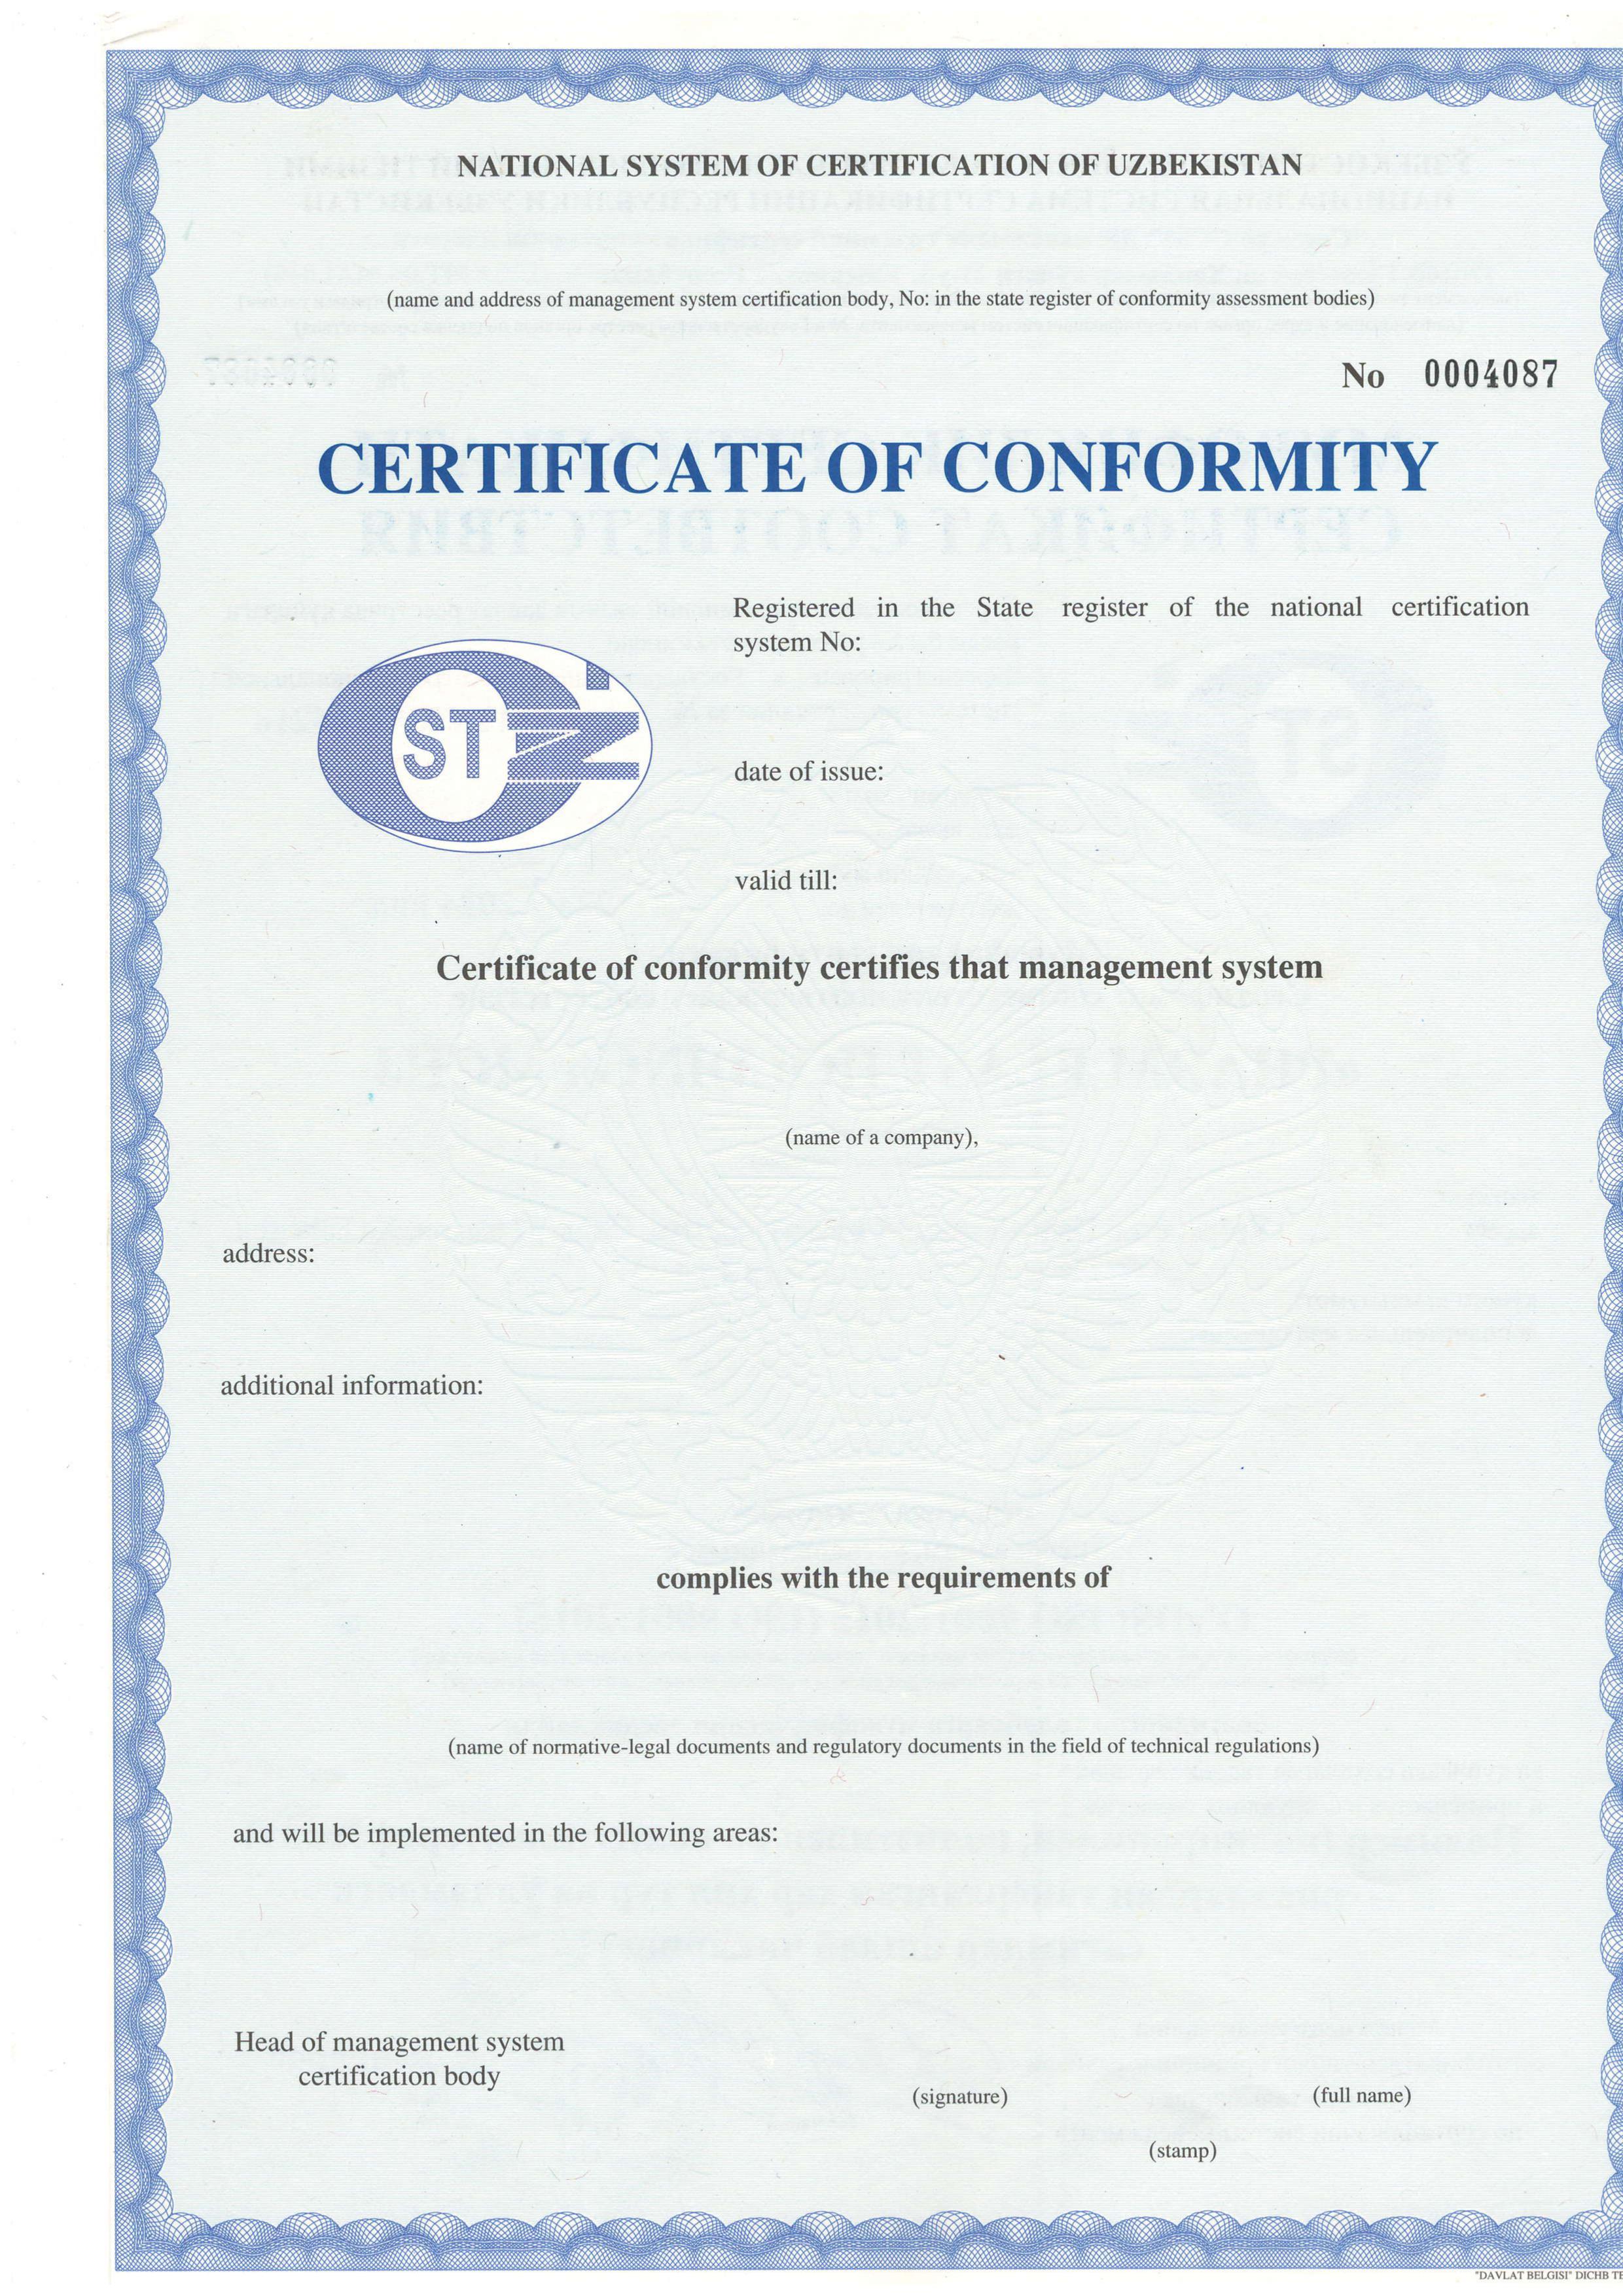 NATIONAL SYSTEM OF CERTIFICATION OF UZBEKISTAN
(name and address of management system certification body, No: in the state register of conformity assessment bodies)
No 0004087
CERTIFICATE OF CONFORMITY
Registered in the State register of the national certification
system No:
ST
date of issue:
valid till:
Certificate of conformity certifies that management system
(name of a company),
address:
additional information:
complies with the requirements of
(name of normative-legal documents and regulatory documents in the field of technical regulations)
and will be implemented in the following areas:
Head of management system
certification body
(signature)
(full name)
(stamp)
"DAVLAT BELGISI" DICHB